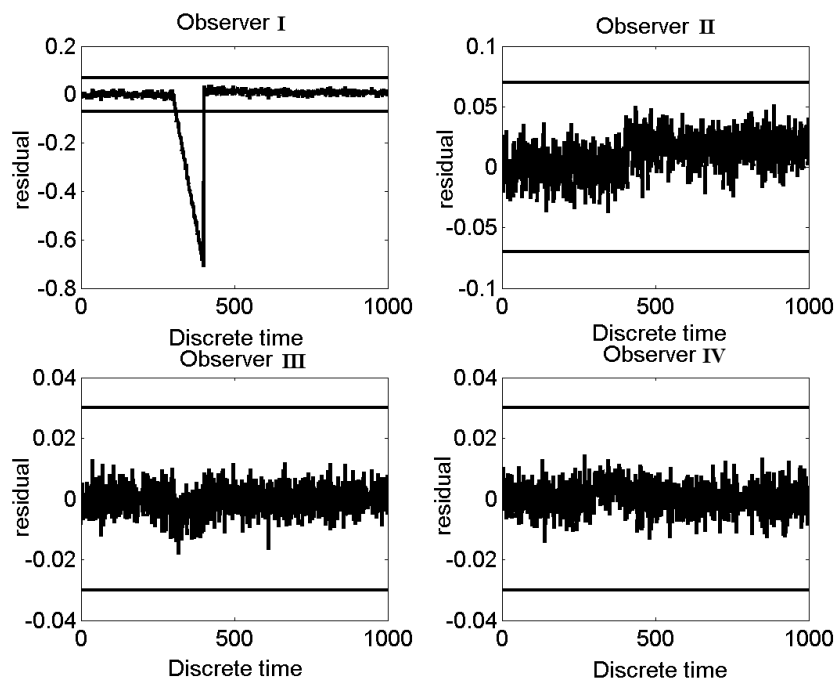 Observer I
0.2
0
-0.2
-0.4
-0.6
-0.8
residual
0
500
1000
Discrete time
Observer II
0.1
0.05
0
-0.05
-0.1
residual
0
500
1000
Discrete time
Observer III
0.04
0.02
0
-0.02
-0.04
residual
0
500
1000
Discrete time
Observer IV
0.04
0.02
0
-0.02
-0.04
residual
0
500
1000
Discrete time